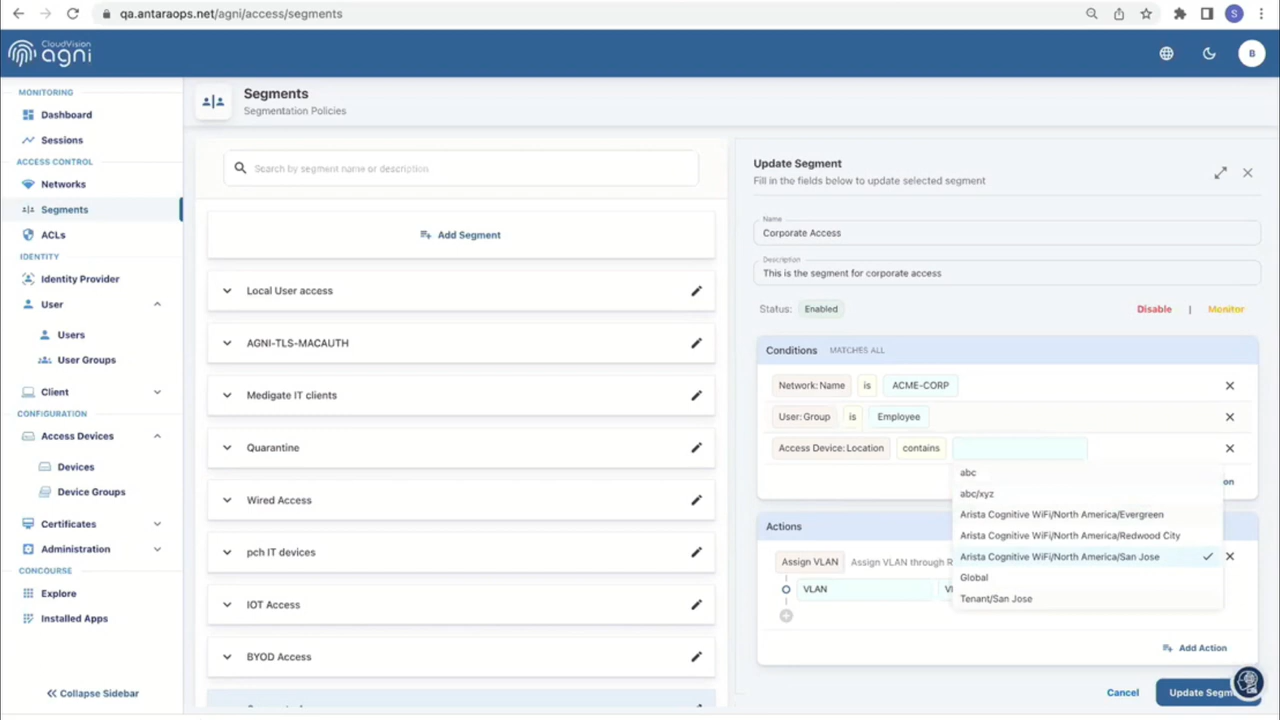 qa.antaraops.net/agni/access/segments
S
CloudVision
agni
B
MONITORING
Dashboard
Sessions
ACCESS CONTROL
Networks
Segments
ACLs
IDENTITY
Identity Provider
User
Users
User Groups
Client
CONFIGURATION
Access Devices
Devices
Device Groups
Certificates
Administration
CONCOURSE
Explore
Installed Apps
Collapse Sidebar
Segments
Segmentation Policies
Search by segment name or description
Add Segment
Local User access
AGNI-TLS-MACAUTH
Medigate IT clients
Quarantine
Wired Access
pch IT devices
IOT Access
BYOD Access
Update Segment
Fill in the fields below to update selected segment
Name
Corporate Access
Description
This is the segment for corporate access
Status: Enabled Disable | Monitor
Conditions MATCHES ALL
Network: Name is ACME-CORP
User: Group is Employee
Access Device: Location contains
abc
abc/xyz
Arista Cognitive WiFi/North America/Evergreen
Arista Cognitive WiFi/North America/Redwood City
Arista Cognitive WiFi/North America/San Jose
Global
Tenant/San Jose
Actions
Assign VLAN Assign VLAN through
VLAN
Add Action
Cancel
Update